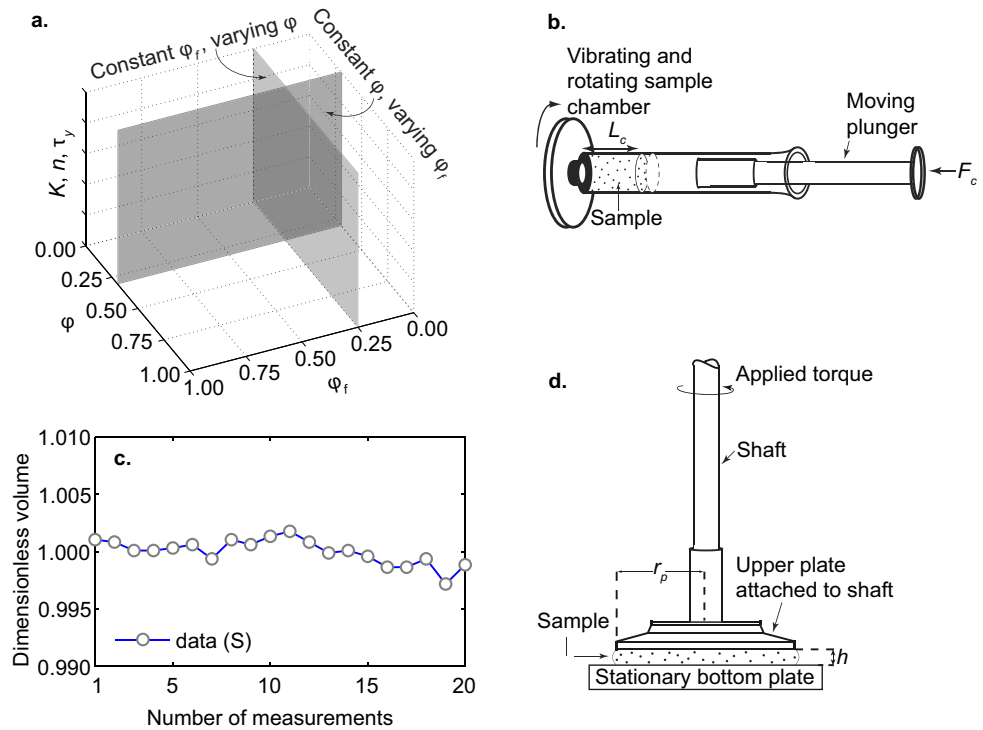 a.
Constant φf, varying φ
Constant φ, varying φf
K, n, τy
0.00
0.25
0.50
0.75
1.00
φ
1.00
0.75
0.50
0.25
0.00
φf
b.
Vibrating and
rotating sample
chamber
Lc
Moving
plunger
Fc
Sample
c.
1.010
1.005
1.000
0.995
0.990
Dimensionless volume
data (S)
1
5
10
15
20
Number of measurements
d.
Applied torque
Shaft
rp
Upper plate
attached to shaft
Sample
h
Stationary bottom plate